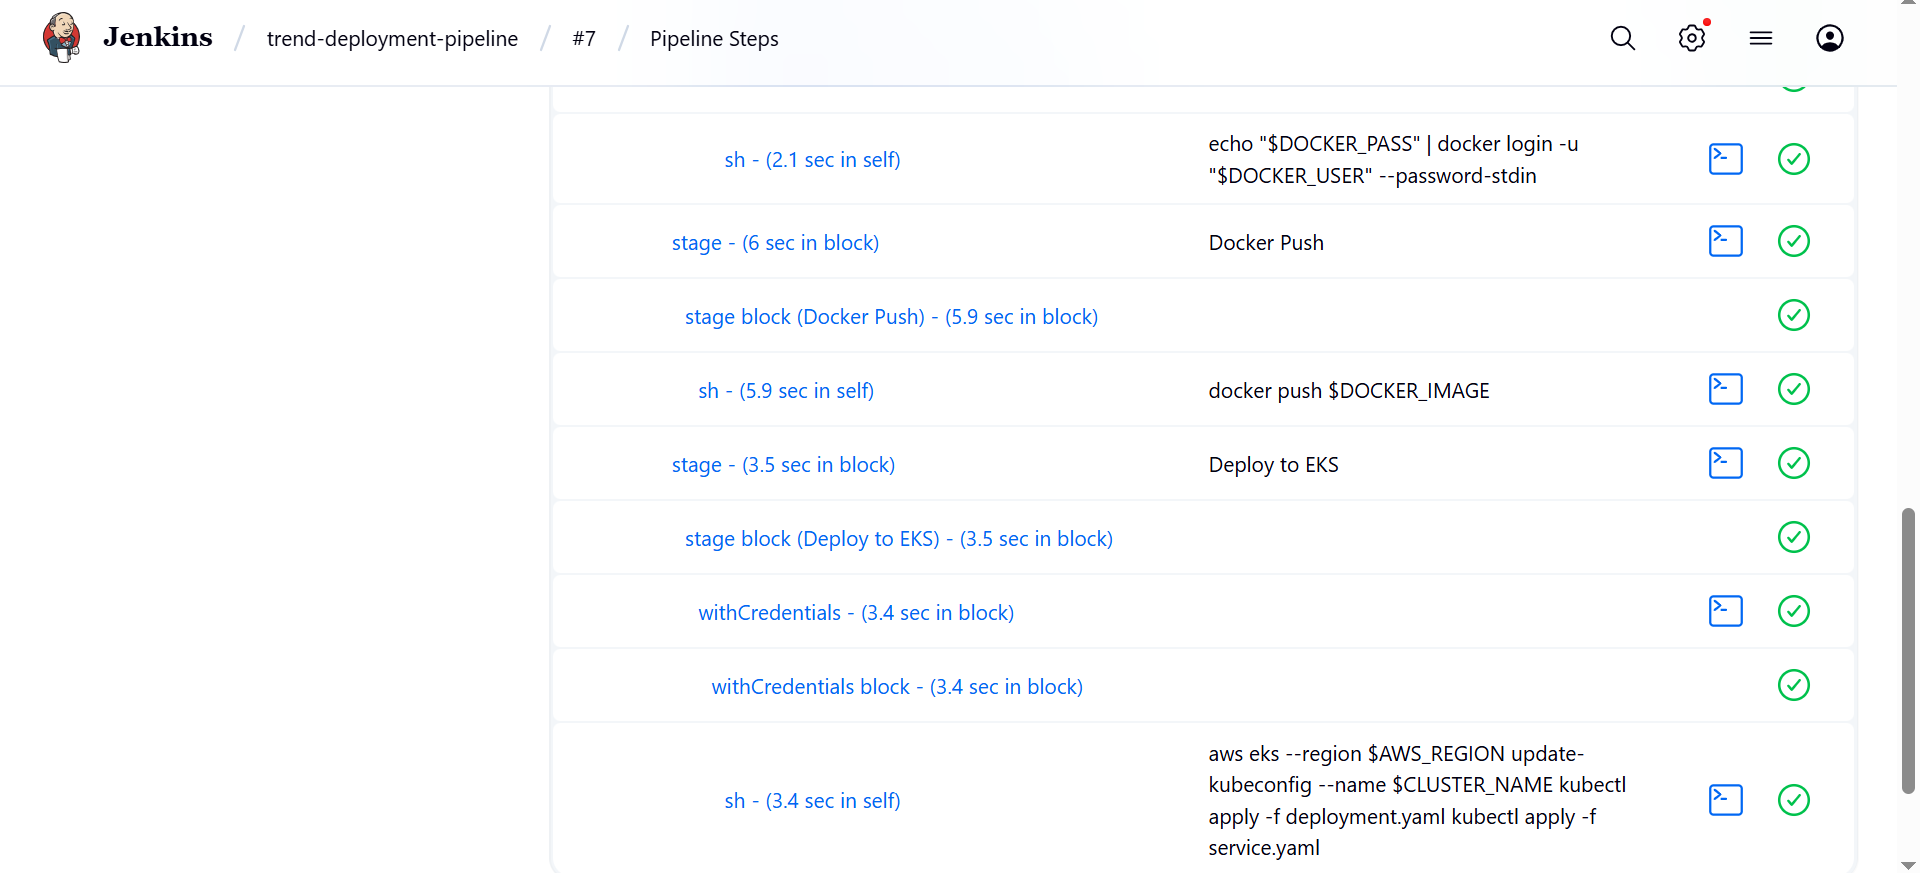 Jenkins / trend-deployment-pipeline / #7 / Pipeline Steps
sh - (2.1 sec in self)
echo "$DOCKER_PASS" | docker login -u
"$DOCKER_USER" --password-stdin
stage - (6 sec in block)
Docker Push
stage block (Docker Push) - (5.9 sec in block)
sh - (5.9 sec in self)
docker push $DOCKER_IMAGE
stage - (3.5 sec in block)
Deploy to EKS
stage block (Deploy to EKS) - (3.5 sec in block)
withCredentials - (3.4 sec in block)
withCredentials block - (3.4 sec in block)
sh - (3.4 sec in self)
aws eks --region $AWS_REGION update-
kubeconfig --name $CLUSTER_NAME kubectl
apply -f deployment.yaml kubectl apply -f
service.yaml